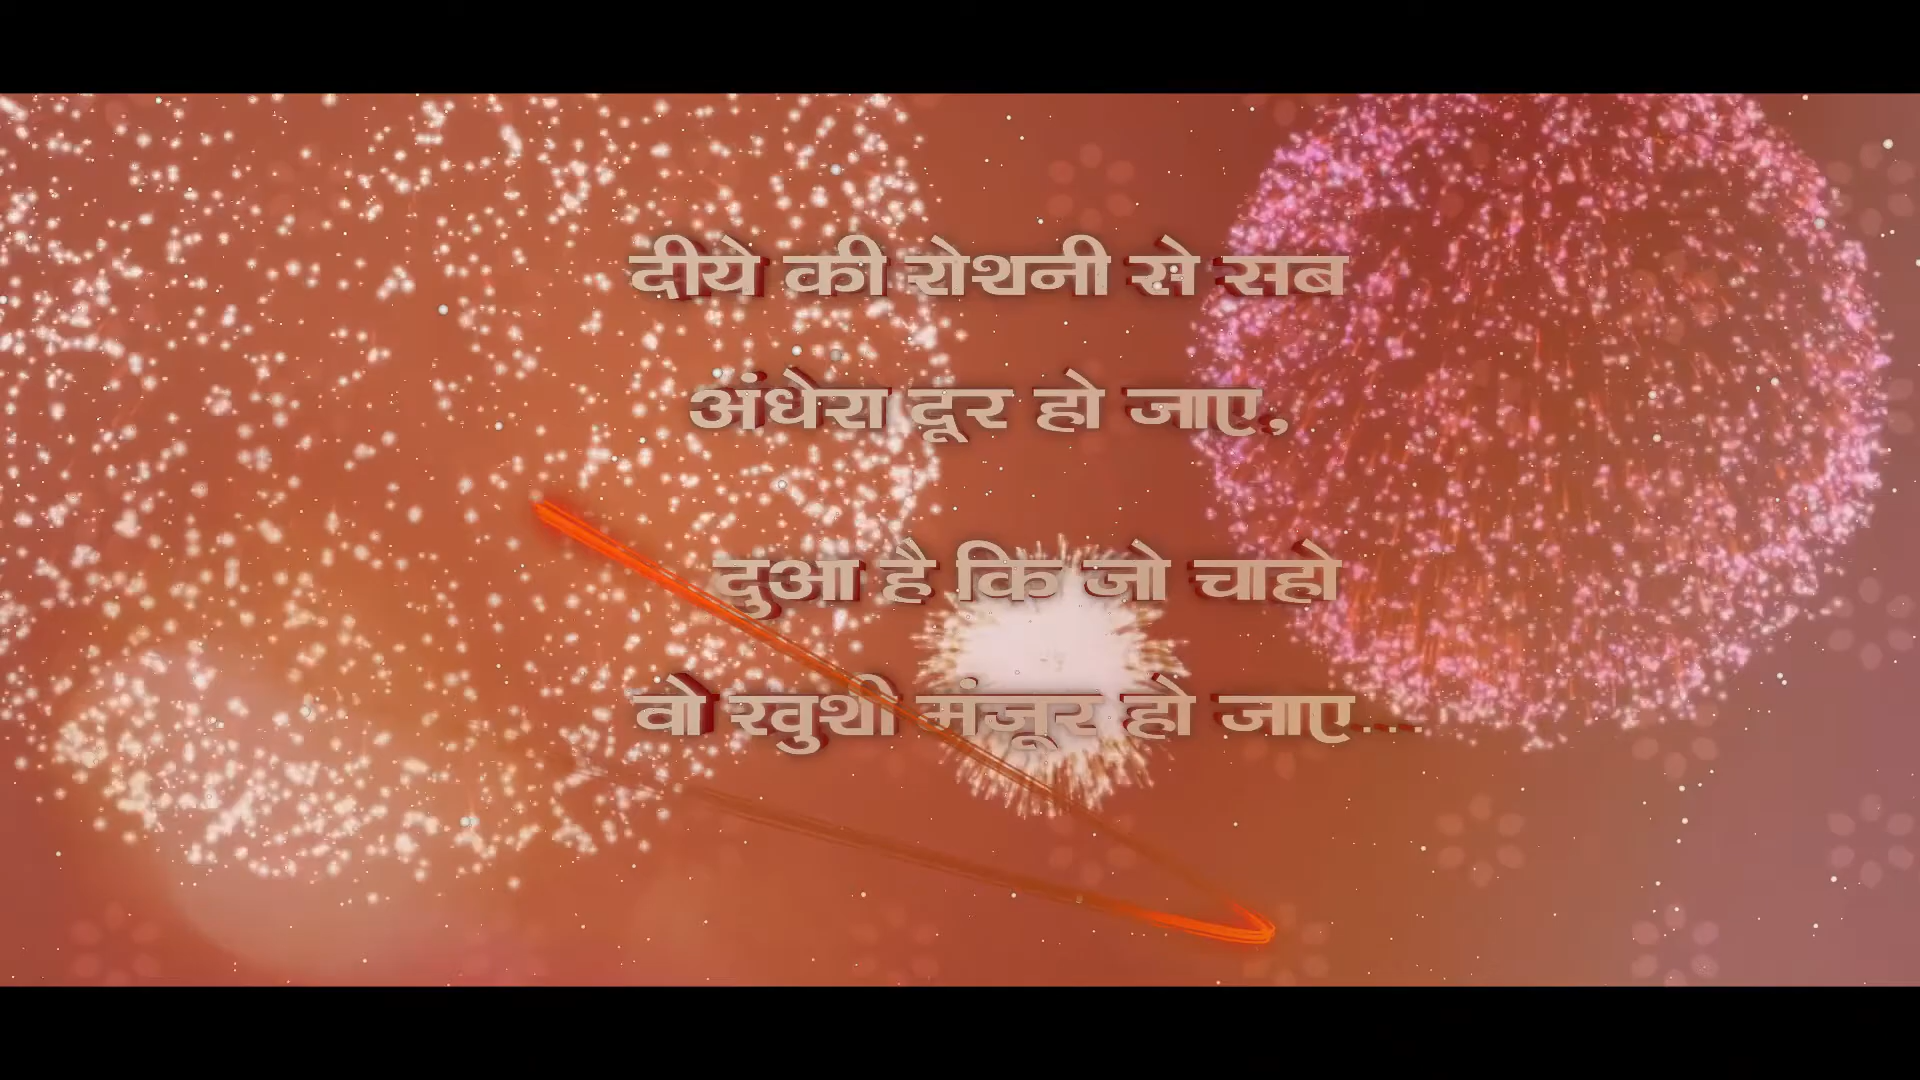 दीये की रोशनी से सब
अंधेरा दूर हो जाए,
दुआ है कि जो चाहो
वो खुशी मंजूर हो जाए...